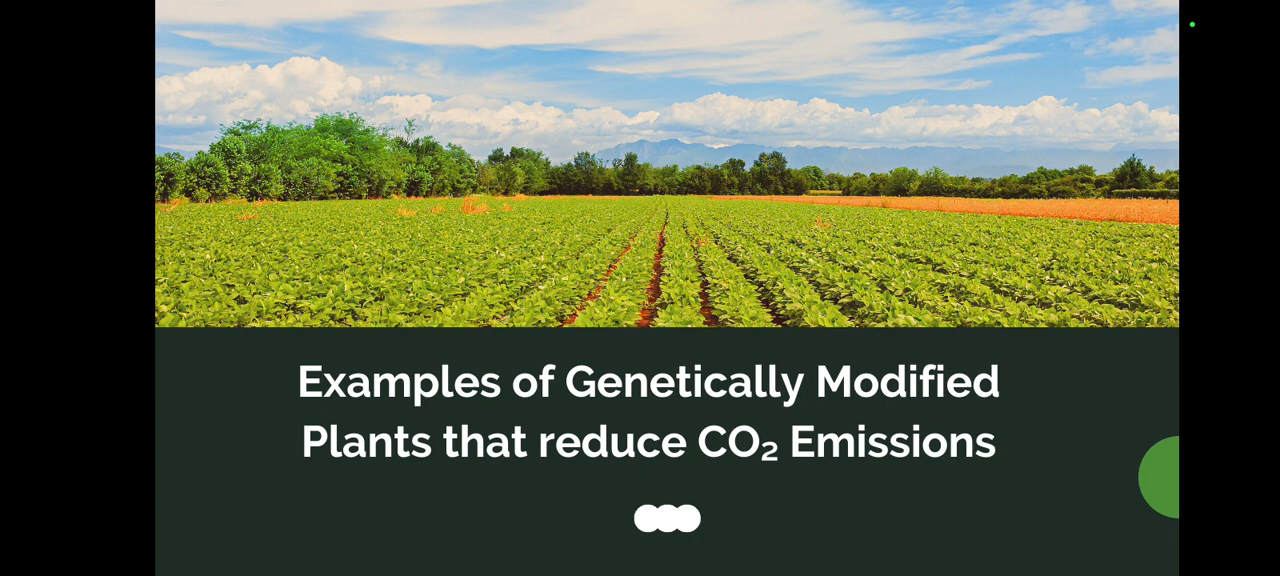 Examples of Genetically Modified
Plants that reduce CO₂ Emissions